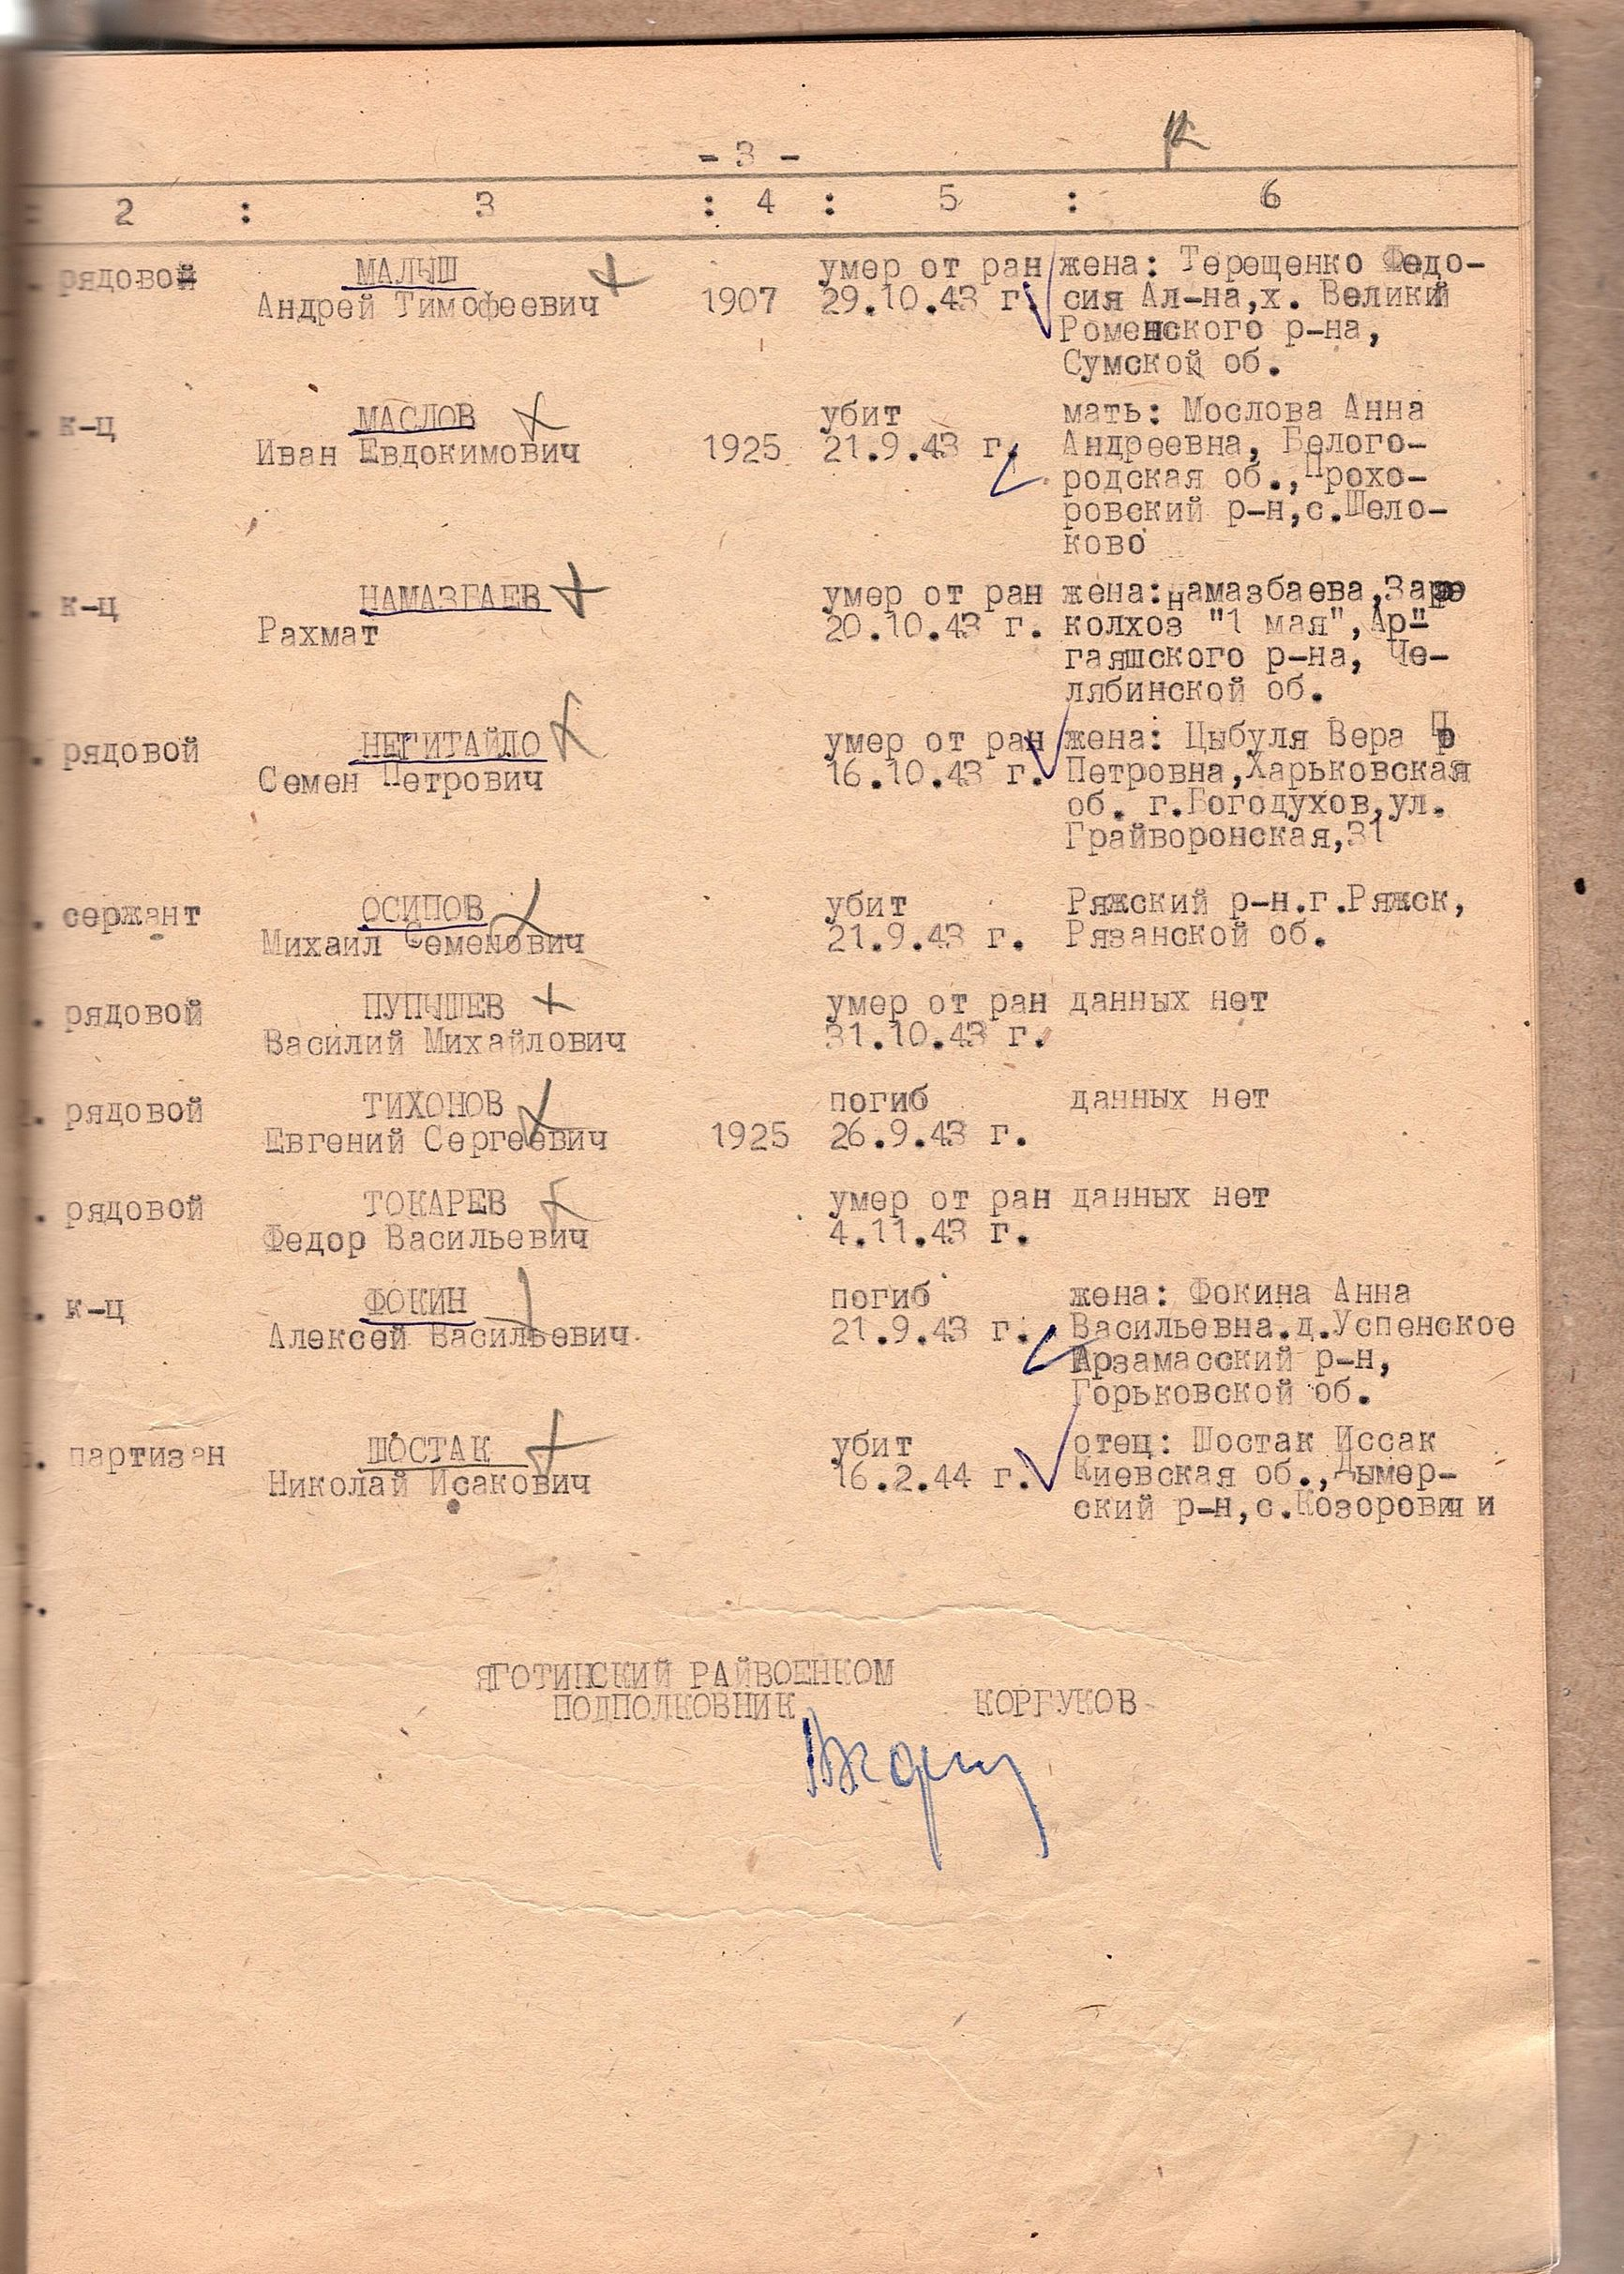 - 3 -
: 2 : 3 : 4 : 5 : 6
. рядовой МАЛЫШ умер от ран жена: Терещенко Федо-
Андрей Тимофеевич 1907 29.10.43 г. сия Ал-на,х. Великий
Роменского р-на,
Сумской об.
. к-ц МАСЛОВ убит мать: Мослова Анна
Иван Евдокимович 1925 21.9.43 г. Андреевна, Белого-
родская об.,Прохо-
ровский р-н,с.Шело-
ково
. к-ц НАМАЗГАЕВ умер от ран жена:намазбаева,
Рахмат 20.10.43 г. колхоз "1 мая",Ар-
гаяшского р-на, Че-
лябинской об.
. рядовой НЕГИТАЙЛО умер от ран жена: Цыбуля Вера
Семен Петрович 16.10.43 г. Петровна,Харьковская
об. г.Богодухов,ул.
Грайворонская,31
. сержант ОСИПОВ убит Ряжский р-н.г.Ряжск,
Михаил Семенович 21.9.43 г. Рязанской об.
. рядовой ПУПЫШЕВ умер от ран данных нет
Василий Михайлович 31.10.43 г.
. рядовой ТИХОНОВ погиб данных нет
Евгений Сергеевич 1925 26.9.43 г.
. рядовой ТОКАРЕВ умер от ран данных нет
Федор Васильевич 4.11.43 г.
. к-ц ФОКИН погиб жена: Фокина Анна
Алексей Васильевич 21.9.43 г. Васильевна.д.Успенское
Арзамасский р-н,
Горьковской об.
. партизан ШОСТАК убит отец: Шостак Иссак
Николай Исакович 16.2.44 г. Киевская об.,Дымер-
ский р-н,с.Козоровичи
ЯГОТИНСКИЙ РАЙВОЕНКОМ
ПОДПОЛКОВНИК КОРГУКОВ